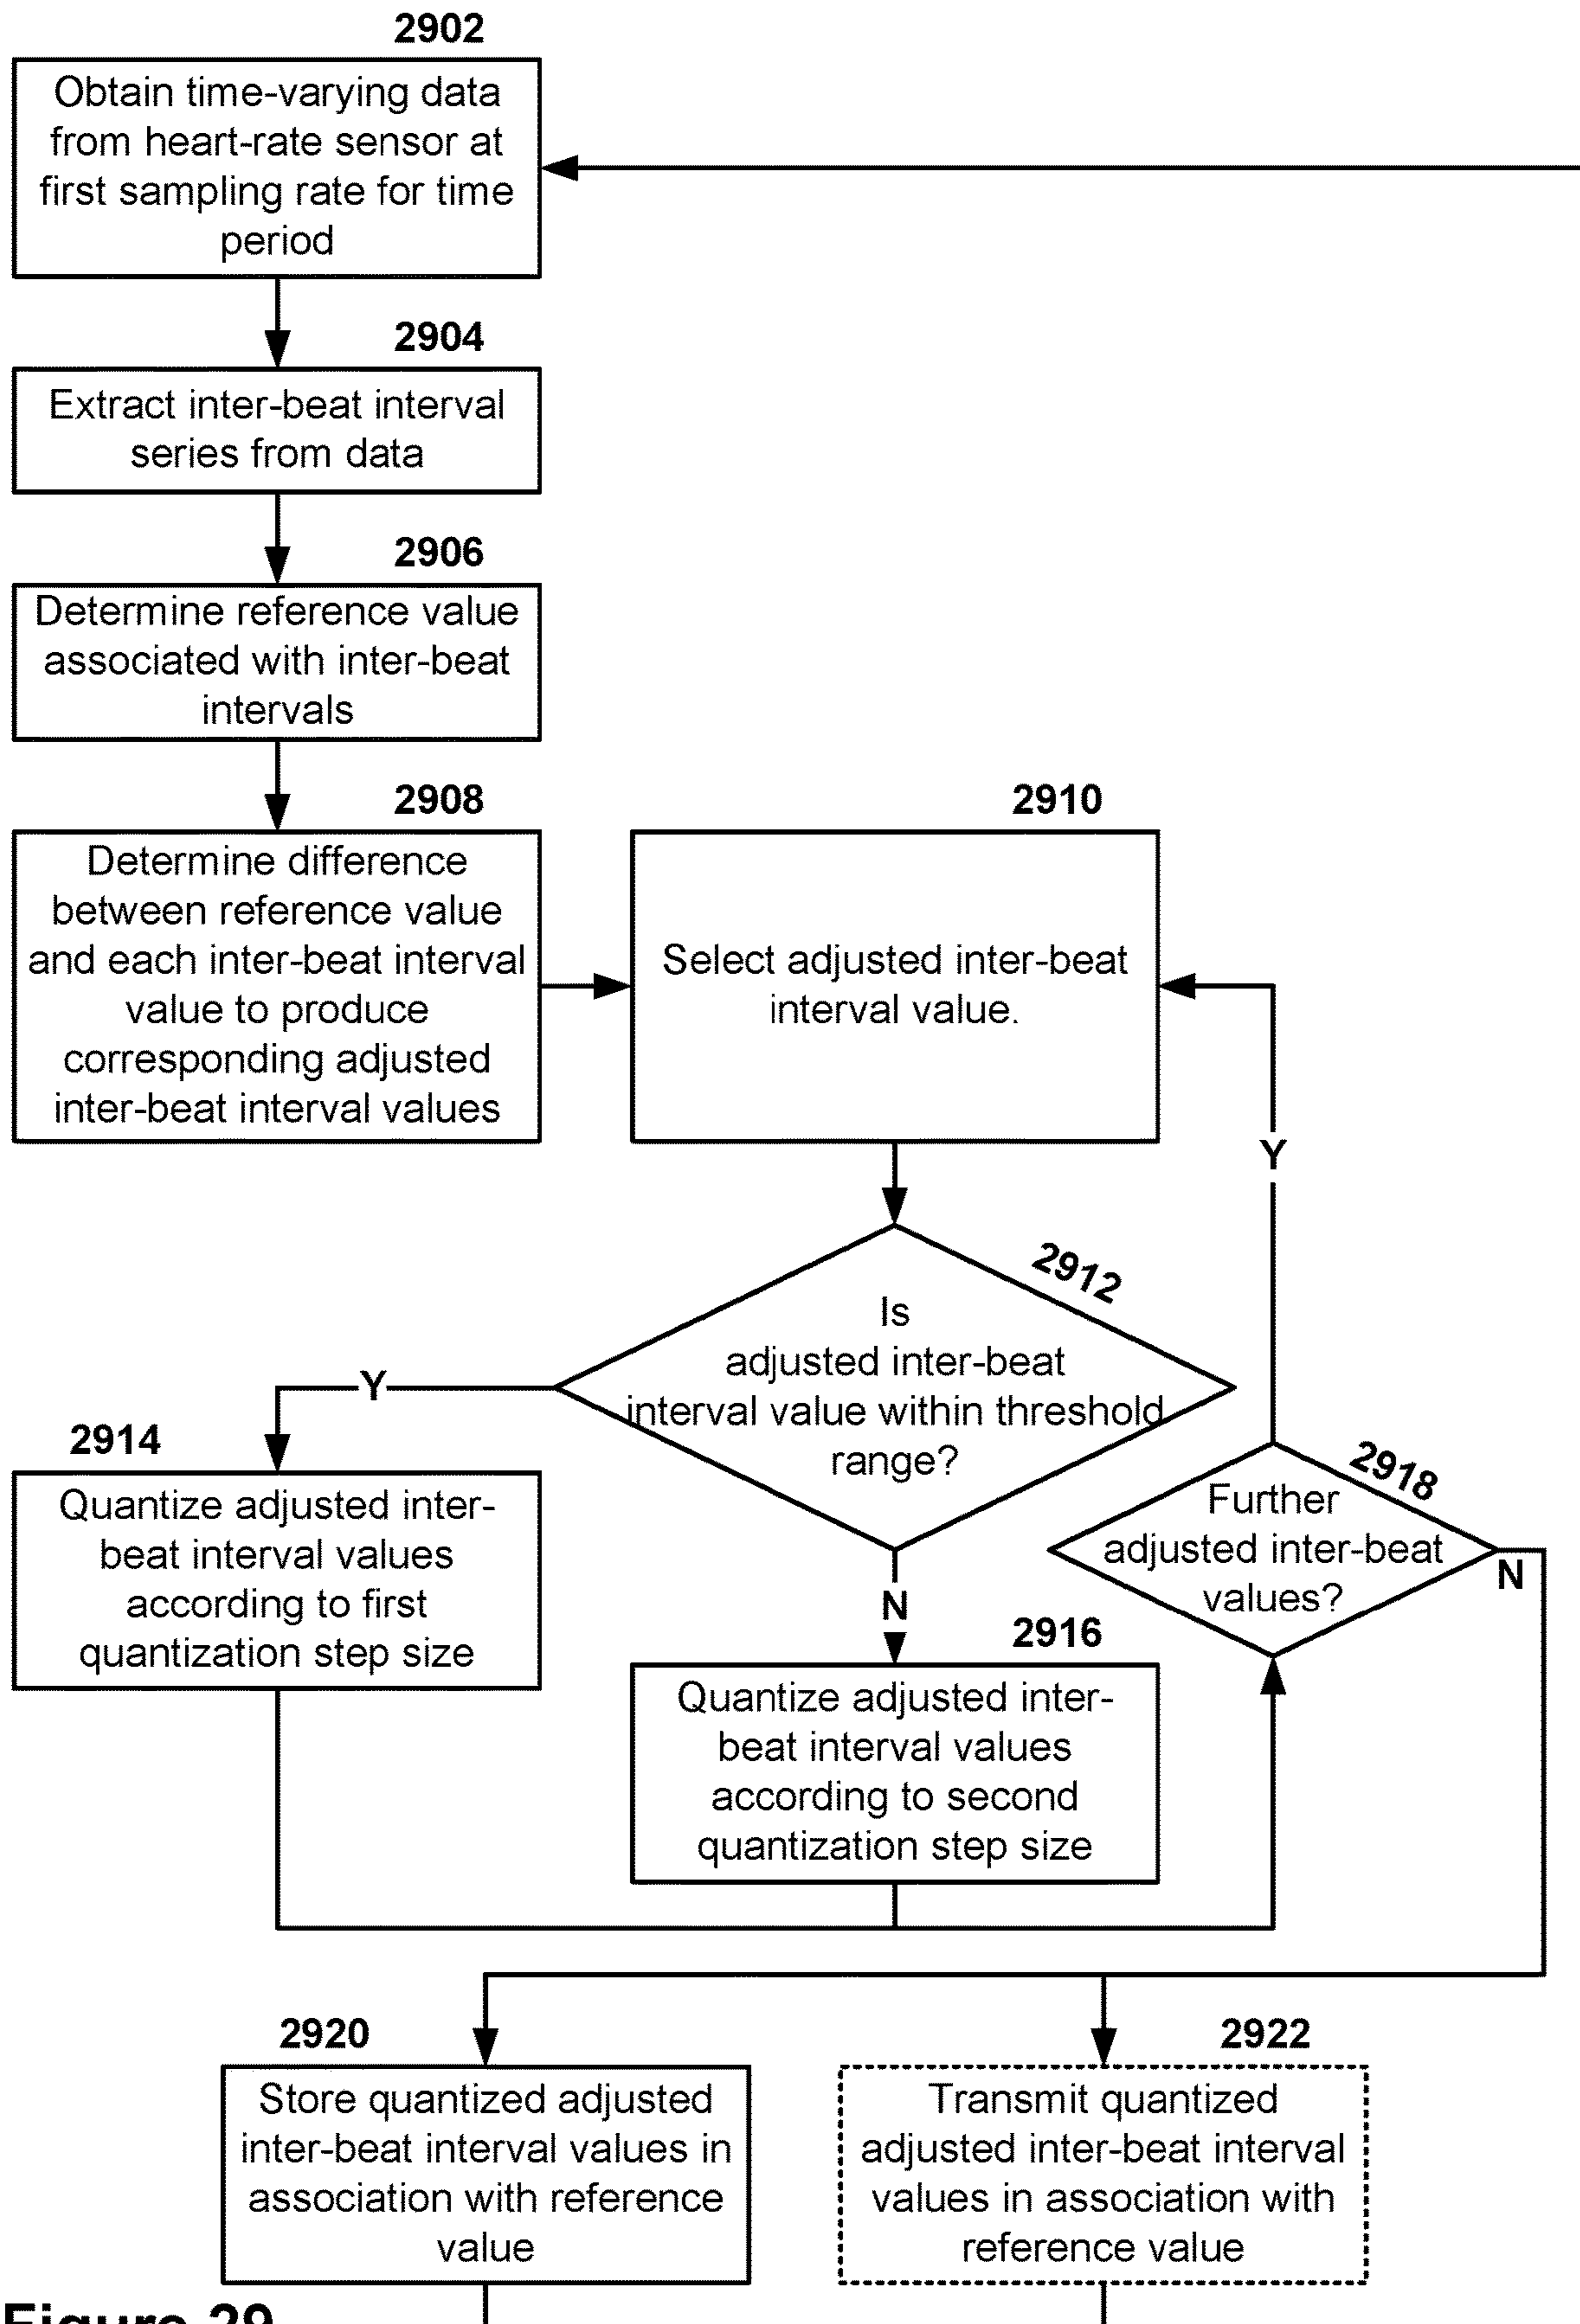 2902
Obtain time-varying data
from heart-rate sensor at
first sampling rate for time
period
2904
Extract inter-beat interval
series from data
2906
Determine reference value
associated with inter-beat
intervals
2908
Determine difference
between reference value
and each inter-beat interval
value to produce
corresponding adjusted
inter-beat interval values
2910
Select adjusted inter-beat
interval value.
2912
Is
adjusted inter-beat
interval value within threshold
range?
Y
N
2914
Quantize adjusted inter-
beat interval values
according to first
quantization step size
2916
Quantize adjusted inter-
beat interval values
according to second
quantization step size
2918
Further
adjusted inter-beat
values?
Y
N
2920
Store quantized adjusted
inter-beat interval values in
association with reference
value
2922
Transmit quantized
adjusted inter-beat interval
values in association with
reference value
Figure 29